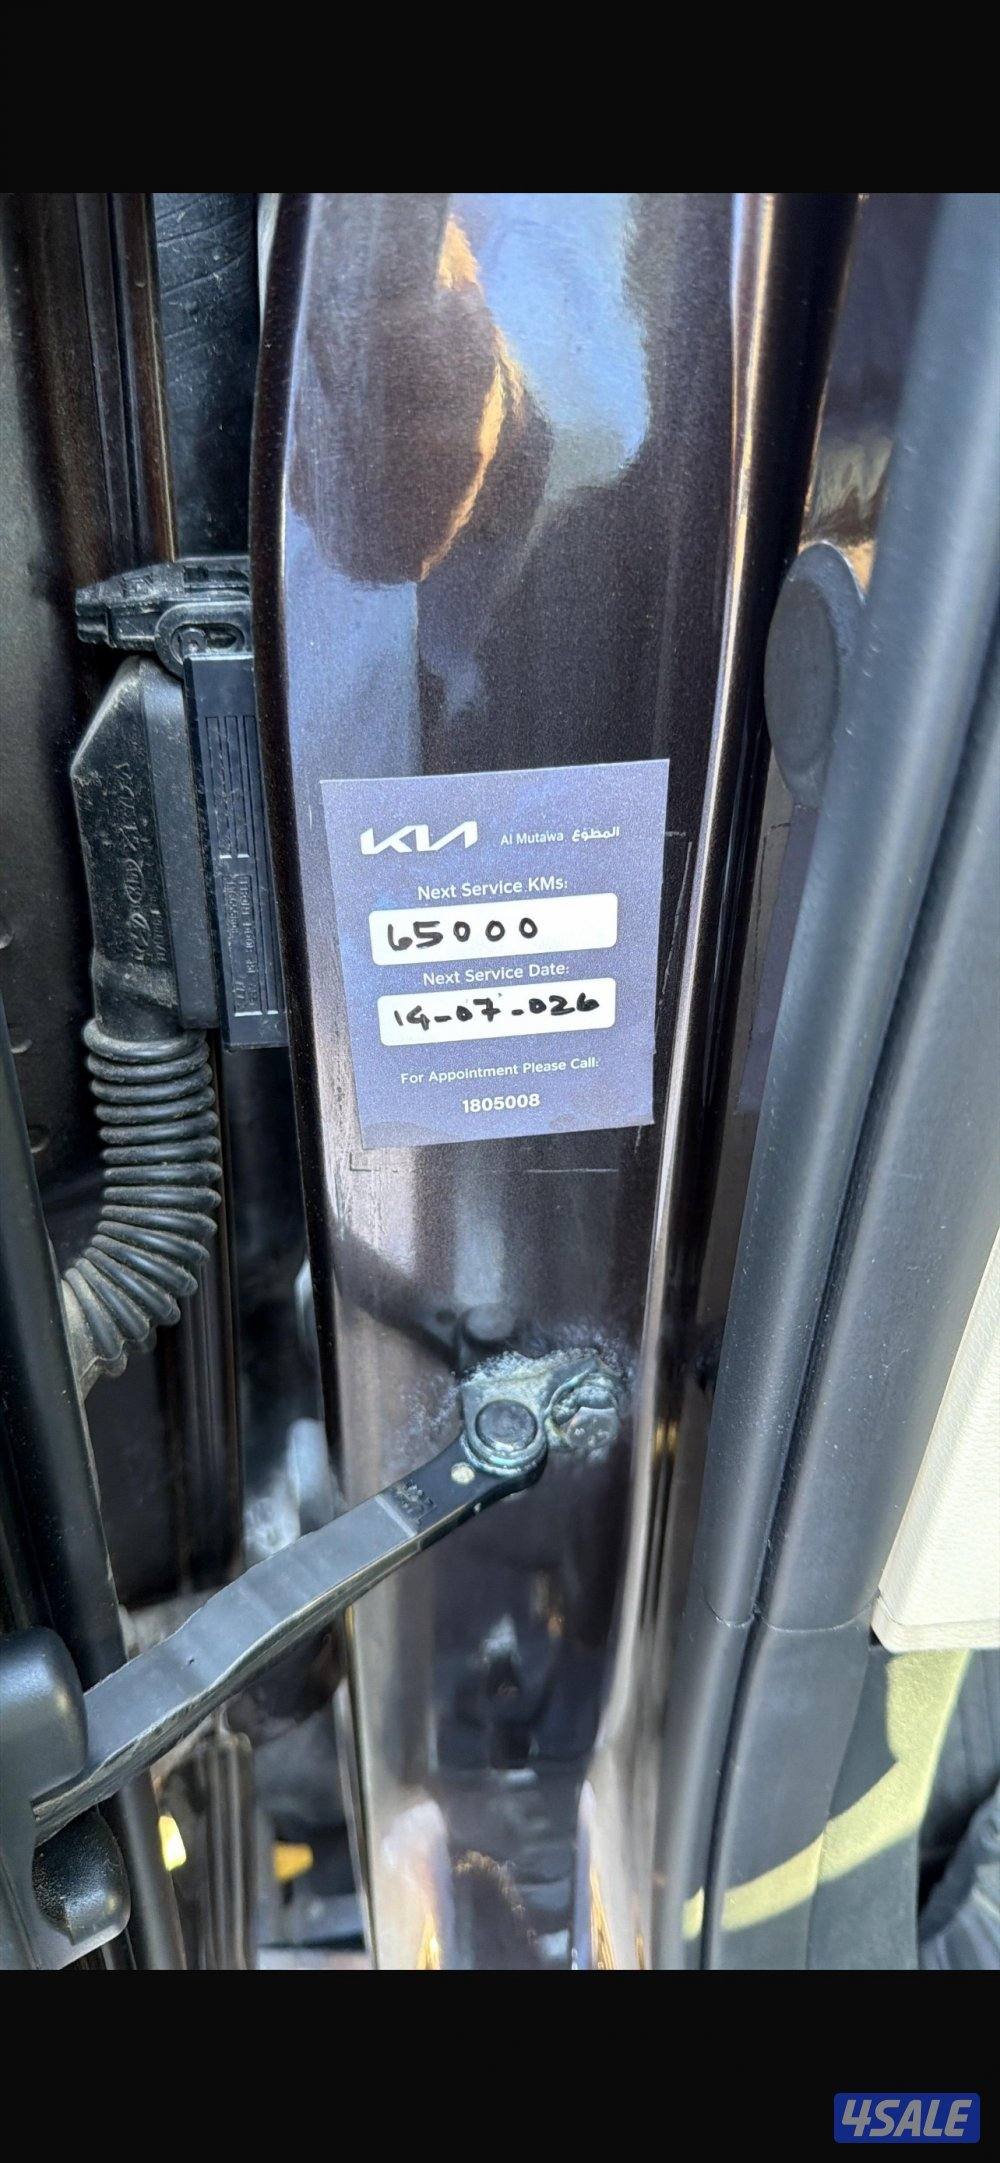 KIA Al Mutawa المطوع
Next Service KMs:
65000
Next Service Date:
14-07-026
For Appointment Please Call:
1805008
4SALE